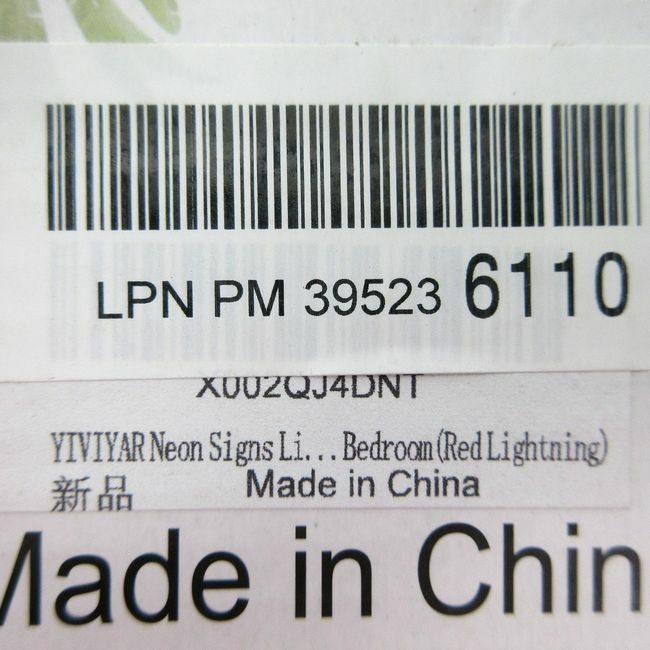 LPN PM 39523 6110
X002QJ4DNT
YIVIYAR Neon Signs Li... Bedroom(Red Lightning)
新品 Made in China
Made in Chin